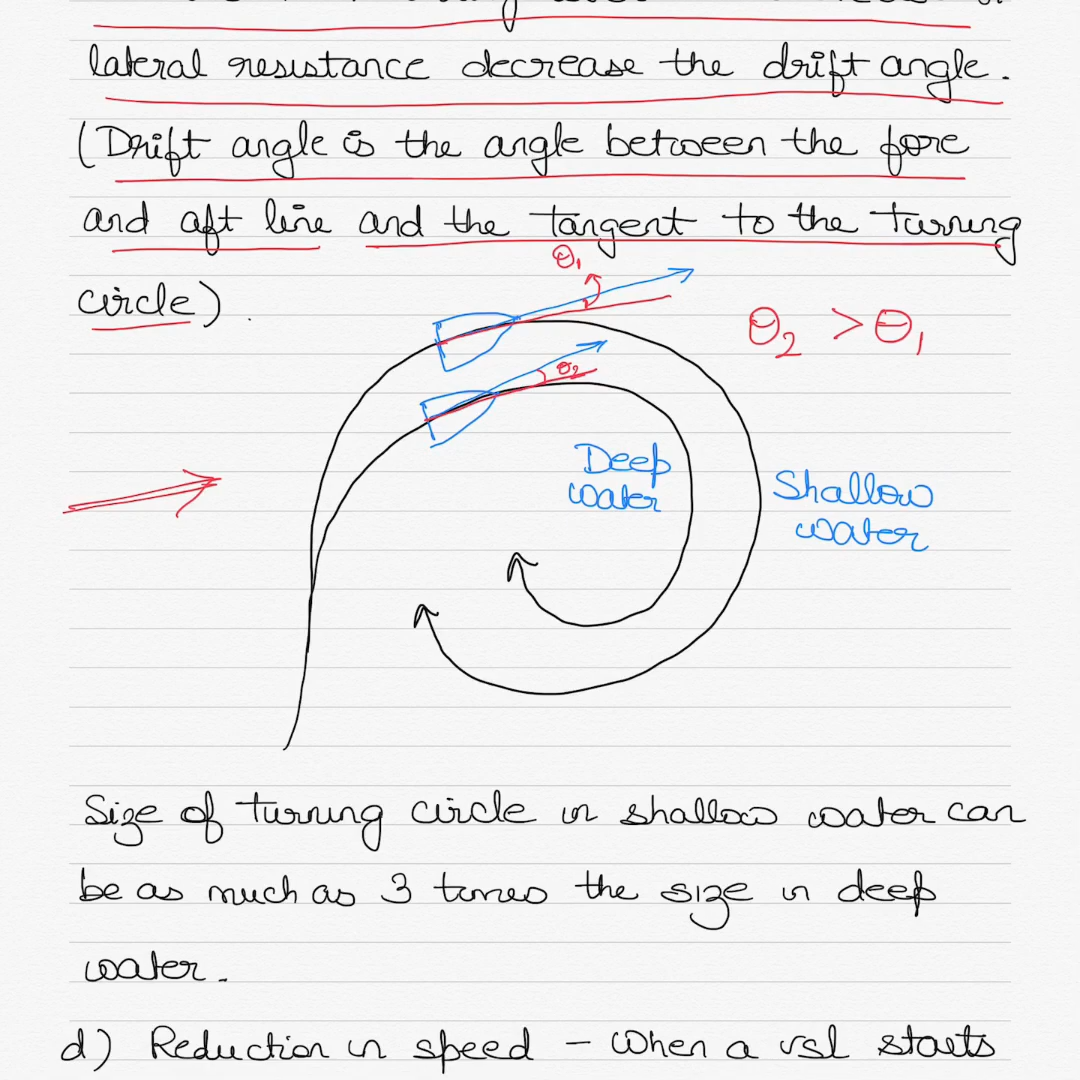 lateral resistance decrease the drift angle.
(Drift angle is the angle between the fore
and aft line and the tangent to the turning
circle).
θ₁
θ₂ > θ₁
θ₂
Deep
water
Shallow
water
Size of turning circle in shallow water can
be as much as 3 times the size in deep
water.
d) Reduction in speed - When a vsl starts